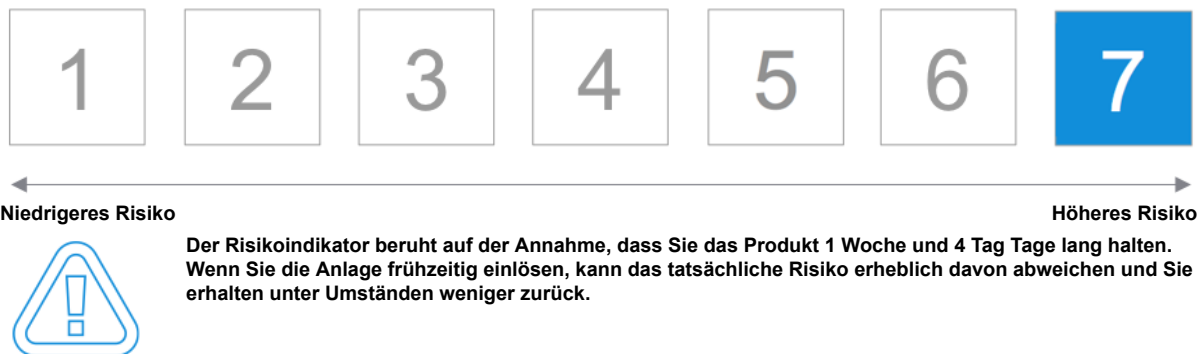 1 2 3 4 5 6 7
Niedrigeres Risiko Höheres Risiko
Der Risikoindikator beruht auf der Annahme, dass Sie das Produkt 1 Woche und 4 Tag Tage lang halten.
Wenn Sie die Anlage frühzeitig einlösen, kann das tatsächliche Risiko erheblich davon abweichen und Sie
erhalten unter Umständen weniger zurück.